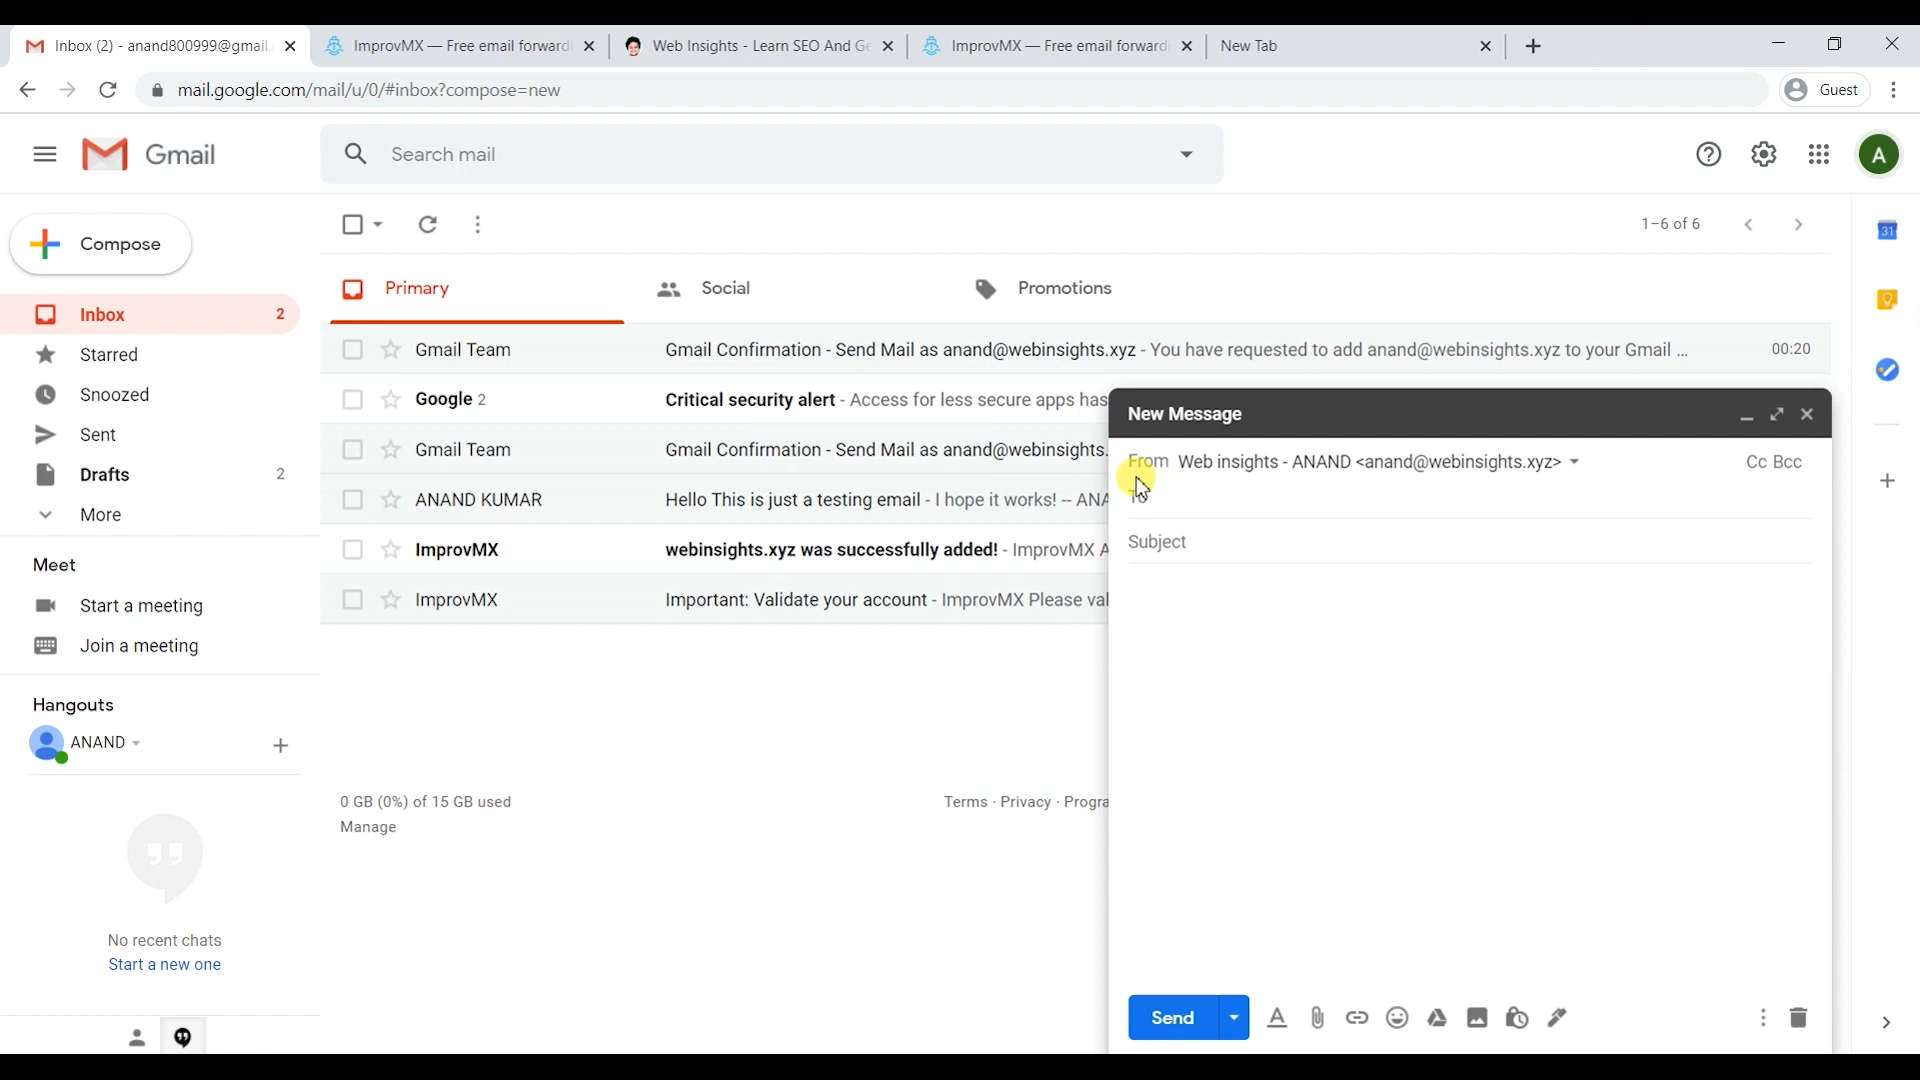 Inbox (2) - anand800999@gmail.
ImprovMX — Free email forwardi
Web Insights - Learn SEO And Ge
ImprovMX — Free email forwardi
New Tab
mail.google.com/mail/u/0/#inbox?compose=new
Guest
Gmail
Search mail
A
Compose
1–6 of 6
31
Primary
Social
Promotions
Inbox 2
Starred
Snoozed
Sent
Drafts 2
More
Gmail Team Gmail Confirmation - Send Mail as anand@webinsights.xyz - You have requested to add anand@webinsights.xyz to your Gmail ... 00:20
Google 2 Critical security alert - Access for less secure apps has
Gmail Team Gmail Confirmation - Send Mail as anand@webinsights.
ANAND KUMAR Hello This is just a testing email - I hope it works! -- ANA
ImprovMX webinsights.xyz was successfully added! - ImprovMX A
ImprovMX Important: Validate your account - ImprovMX Please val
New Message
From Web insights - ANAND <anand@webinsights.xyz> Cc Bcc
To
Subject
Meet
Start a meeting
Join a meeting
Hangouts
ANAND
No recent chats
Start a new one
0 GB (0%) of 15 GB used
Manage
Terms · Privacy · Progra
Send